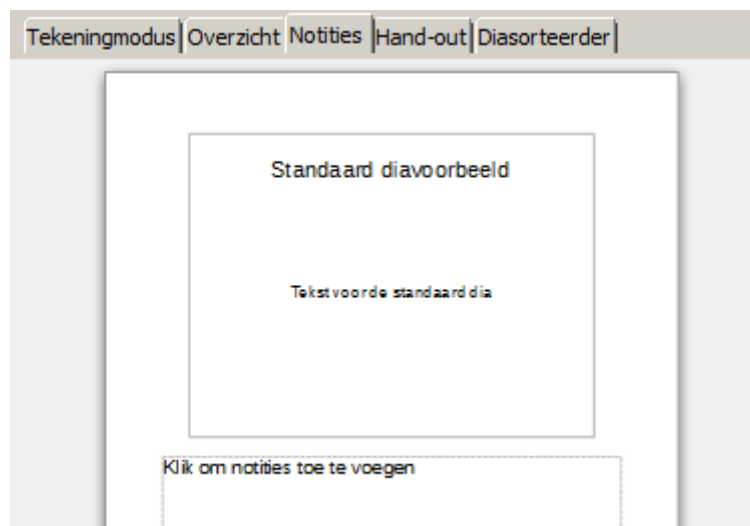 Tekeningmodus Overzicht Notities Hand-out Diasorteerder
Standaard diavoorbeeld
Tekst voor de standaard dia
Klik om notities toe te voegen